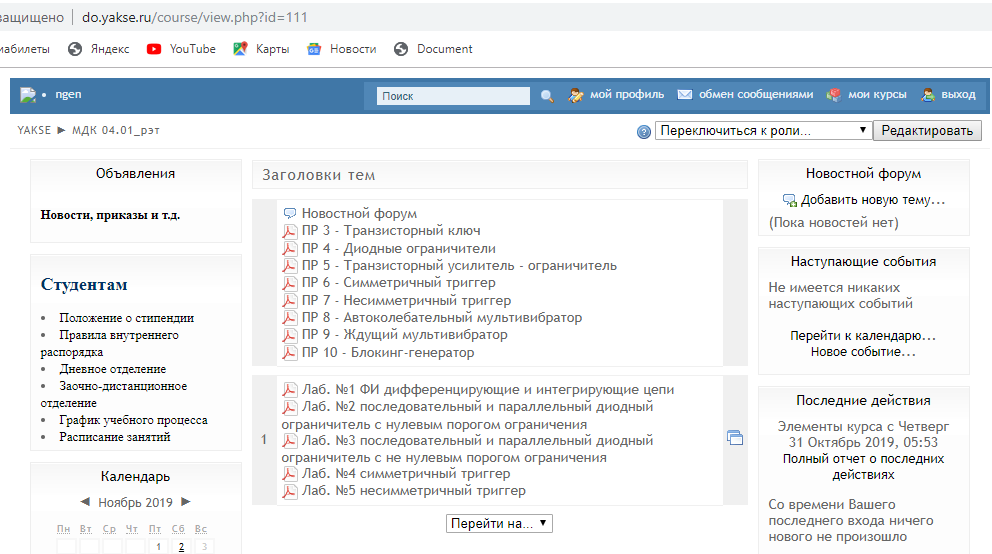 защищено do.yakse.ru/course/view.php?id=111
иабилеты Яндекс YouTube Карты Новости Document
ngen Поиск мой профиль обмен сообщениями мои курсы выход
YAKSE ► МДК 04.01_рэт Переключиться к роли... Редактировать
Объявления
Новости, приказы и т.д.
Студентам
Положение о стипендии
Правила внутреннего
распорядка
Дневное отделение
Заочно-дистанционное
отделение
График учебного процесса
Расписание занятий
Календарь
◄ Ноябрь 2019 ►
Пн Вт Ср Чт Пт Сб Вс
1 2 3
Заголовки тем
Новостной форум
ПР 3 - Транзисторный ключ
ПР 4 - Диодные ограничители
ПР 5 - Транзисторный усилитель - ограничитель
ПР 6 - Симметричный триггер
ПР 7 - Несимметричный триггер
ПР 8 - Автоколебательный мультивибратор
ПР 9 - Ждущий мультивибратор
ПР 10 - Блокинг-генератор
1
Лаб. №1 ФИ дифференцирующие и интегрирующие цепи
Лаб. №2 последовательный и параллельный диодный
ограничитель с нулевым порогом ограничения
Лаб. №3 последовательный и параллельный диодный
ограничитель с не нулевым порогом ограничения
Лаб. №4 симметричный триггер
Лаб. №5 несимметричный триггер
Перейти на...
Новостной форум
Добавить новую тему...
(Пока новостей нет)
Наступающие события
Не имеется никаких
наступающих событий
Перейти к календарю...
Новое событие...
Последние действия
Элементы курса с Четверг
31 Октябрь 2019, 05:53
Полный отчет о последних
действиях
Со времени Вашего
последнего входа ничего
нового не произошло